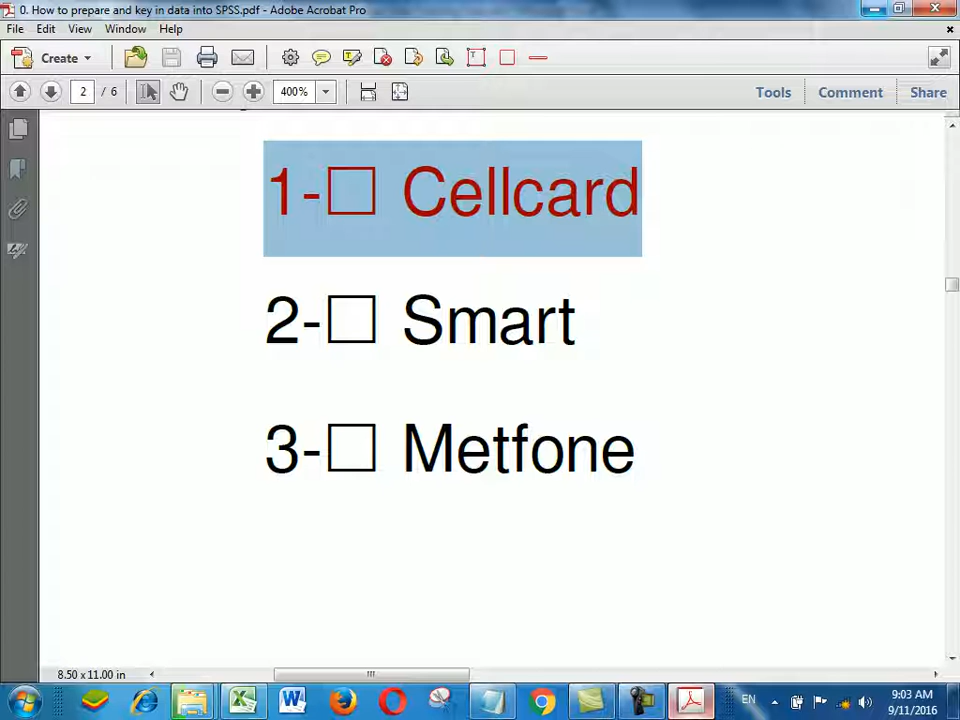 0. How to prepare and key in data into SPSS.pdf - Adobe Acrobat Pro
File Edit View Window Help
Create
2 / 6 400% Tools Comment Share
1-☐ Cellcard
2-☐ Smart
3-☐ Metfone
8.50 x 11.00 in
EN 9:03 AM
9/11/2016